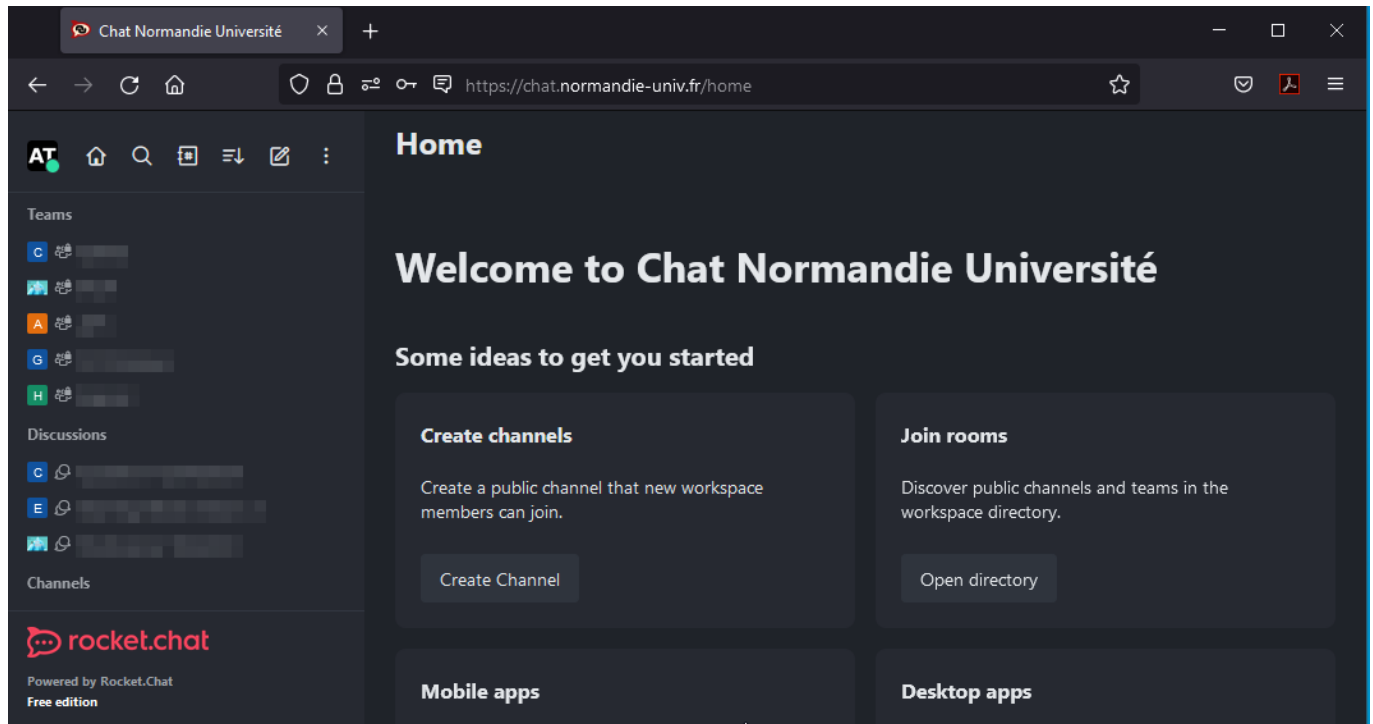 Chat Normandie Université
https://chat.normandie-univ.fr/home
AT
Home
Teams
C
A
G
H
Discussions
C
E
Channels
rocket.chat
Powered by Rocket.Chat
Free edition
Welcome to Chat Normandie Université
Some ideas to get you started
Create channels
Create a public channel that new workspace
members can join.
Create Channel
Join rooms
Discover public channels and teams in the
workspace directory.
Open directory
Mobile apps
Desktop apps